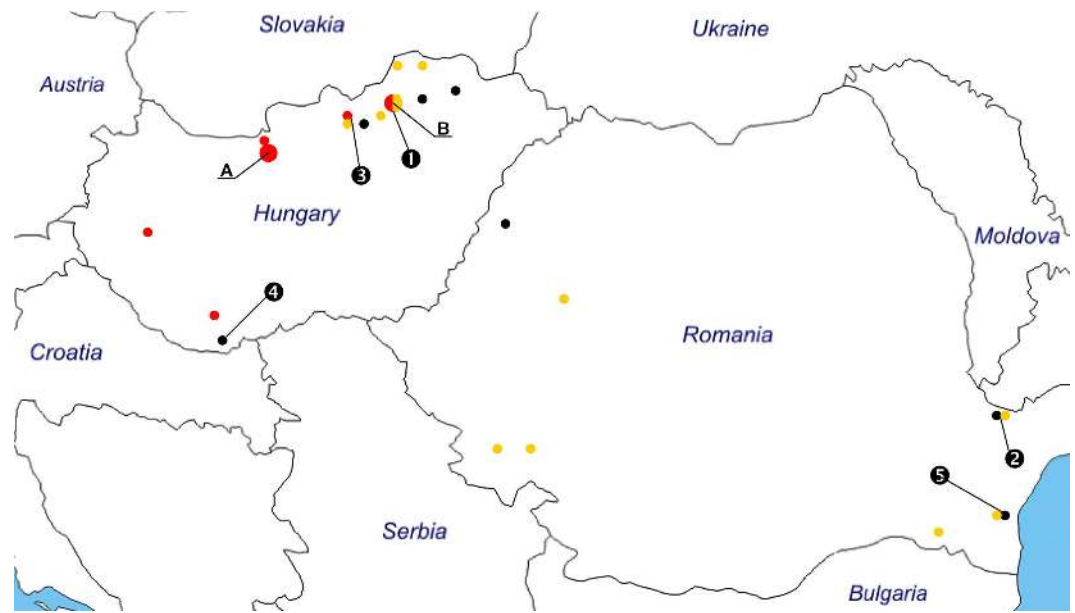 Slovakia
Ukraine
Austria
B
A
1
3
Hungary
Moldova
4
Romania
Croatia
2
5
Serbia
Bulgaria